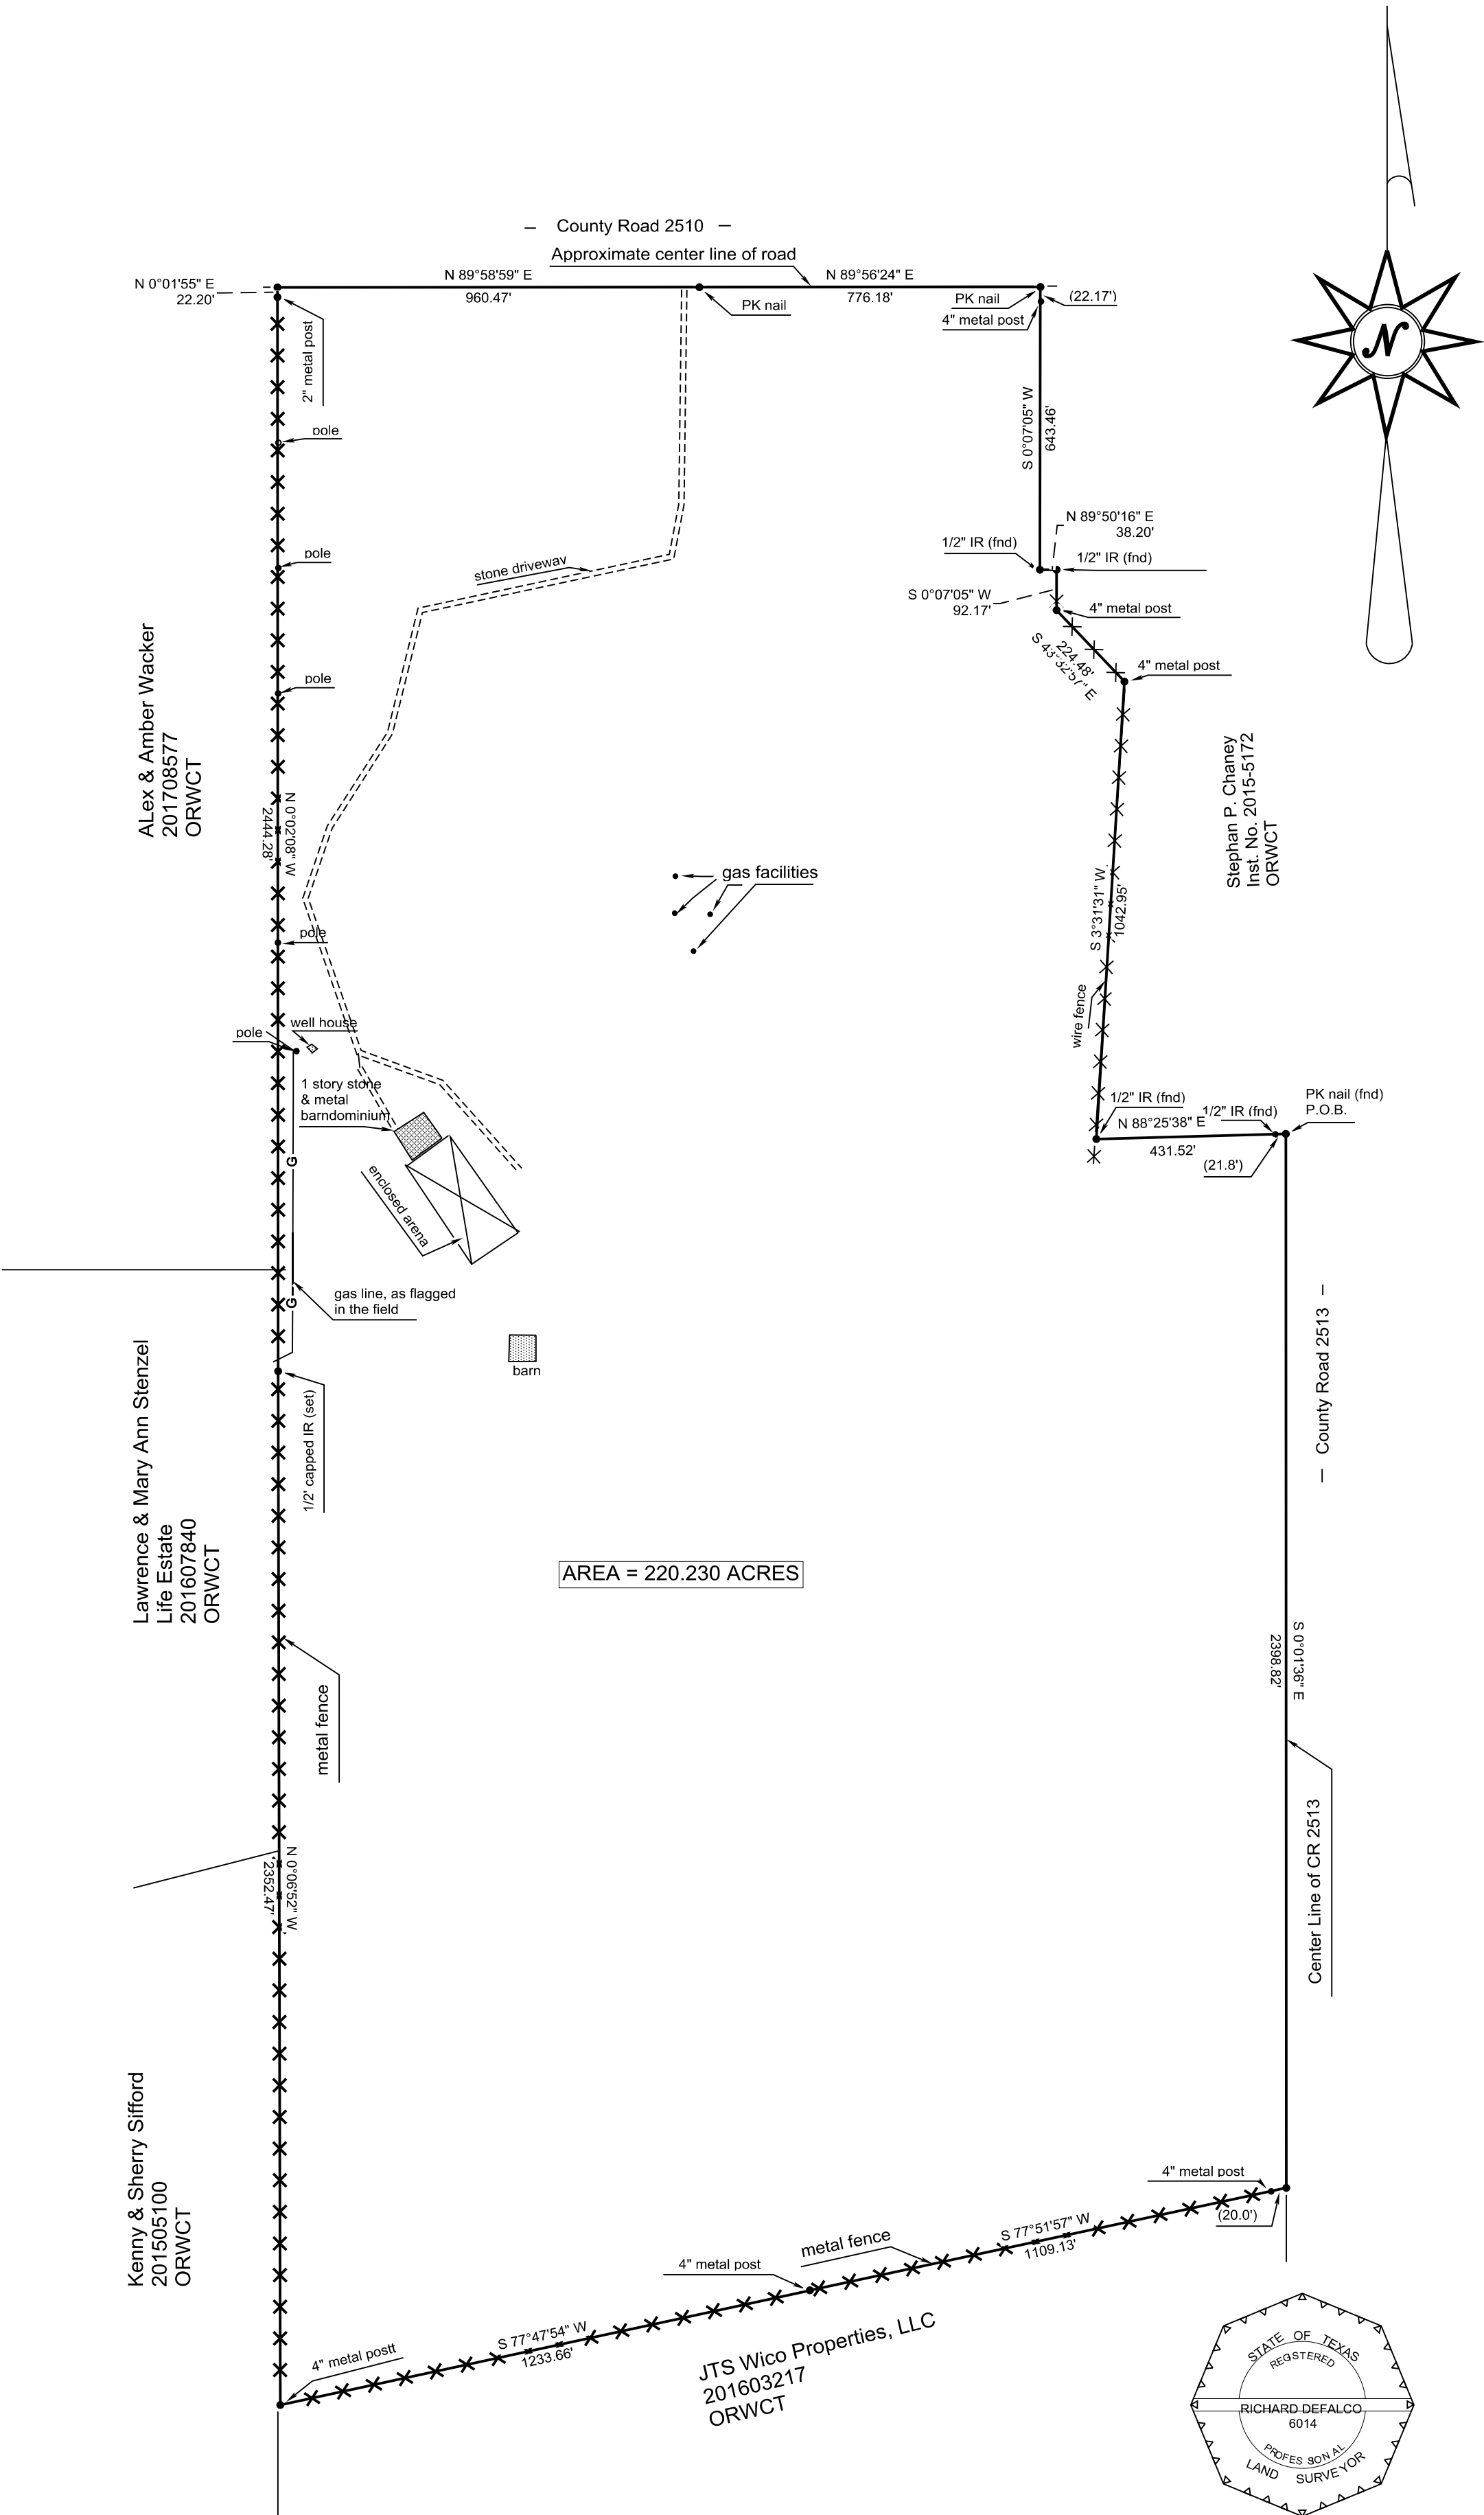 — County Road 2510 —
Approximate center line of road
N 0°01'55" E
22.20'
N 89°58'59" E
960.47'
N 89°56'24" E
776.18'
PK nail
PK nail
(22.17')
4" metal post
2" metal post
pole
N
S 0°07'05" W
643.46'
N 89°50'16" E
38.20'
1/2" IR (fnd)
1/2" IR (fnd)
pole
stone driveway
S 0°07'05" W
92.17'
4" metal post
224.48'
S 43°32'57" E
4" metal post
pole
ALex & Amber Wacker
201708577
ORWCT
Stephan P. Chaney
Inst. No. 2015-5172
ORWCT
N 0°02'08" W
2444.28'
gas facilities
S 3°31'31" W
1042.95'
pole
wire fence
well house
pole
1 story stone
& metal
barndominium
1/2" IR (fnd)
N 88°25'38" E
431.52'
1/2" IR (fnd)
(21.8')
PK nail (fnd)
P.O.B.
G
enclosed arena
gas line, as flagged
in the field
G
barn
— County Road 2513 —
1/2' capped IR (set)
Lawrence & Mary Ann Stenzel
Life Estate
201607840
ORWCT
AREA = 220.230 ACRES
S 0°01'36" E
2398.82'
metal fence
Center Line of CR 2513
N 0°06'52" W
2352.47'
Kenny & Sherry Sifford
201505100
ORWCT
4" metal post
(20.0')
S 77°51'57" W
1109.13'
metal fence
4" metal post
S 77°47'54" W
1233.66'
4" metal postt
JTS Wico Properties, LLC
201603217
ORWCT
STATE OF TEXAS
REGISTERED
RICHARD DEFALCO
6014
PROFESSIONAL
LAND SURVEYOR